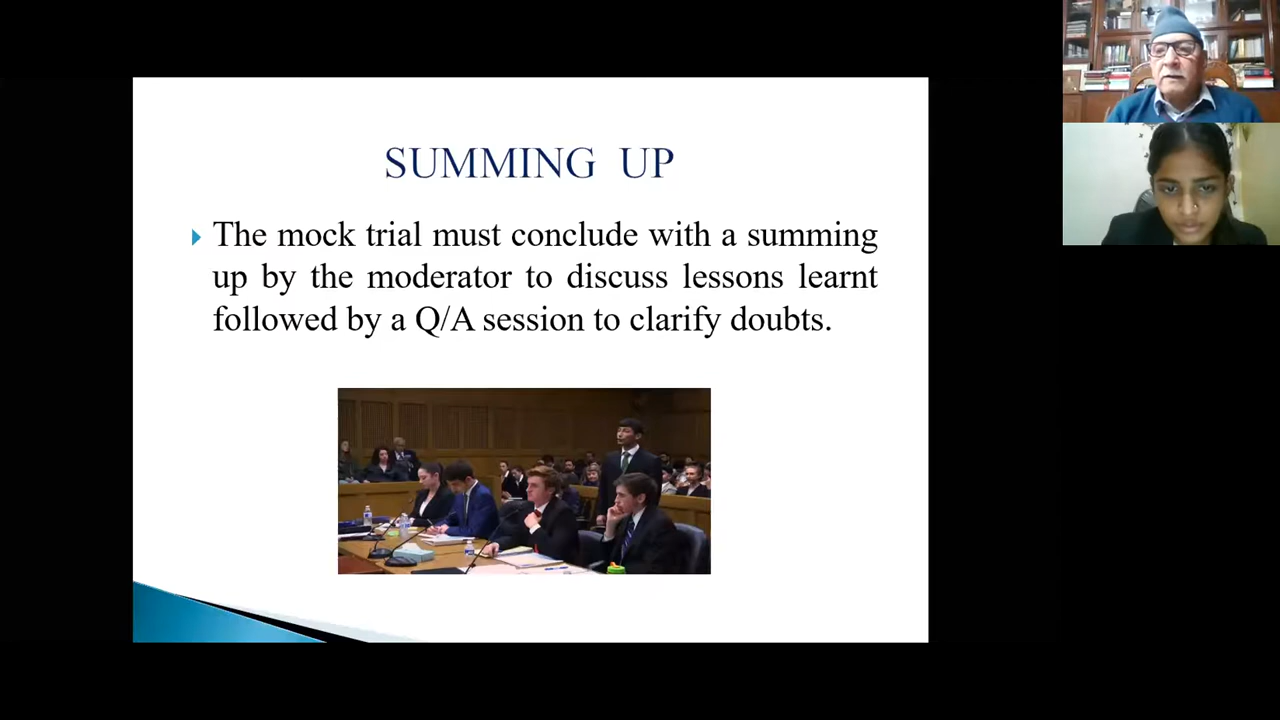 SUMMING UP
The mock trial must conclude with a summing
up by the moderator to discuss lessons learnt
followed by a Q/A session to clarify doubts.